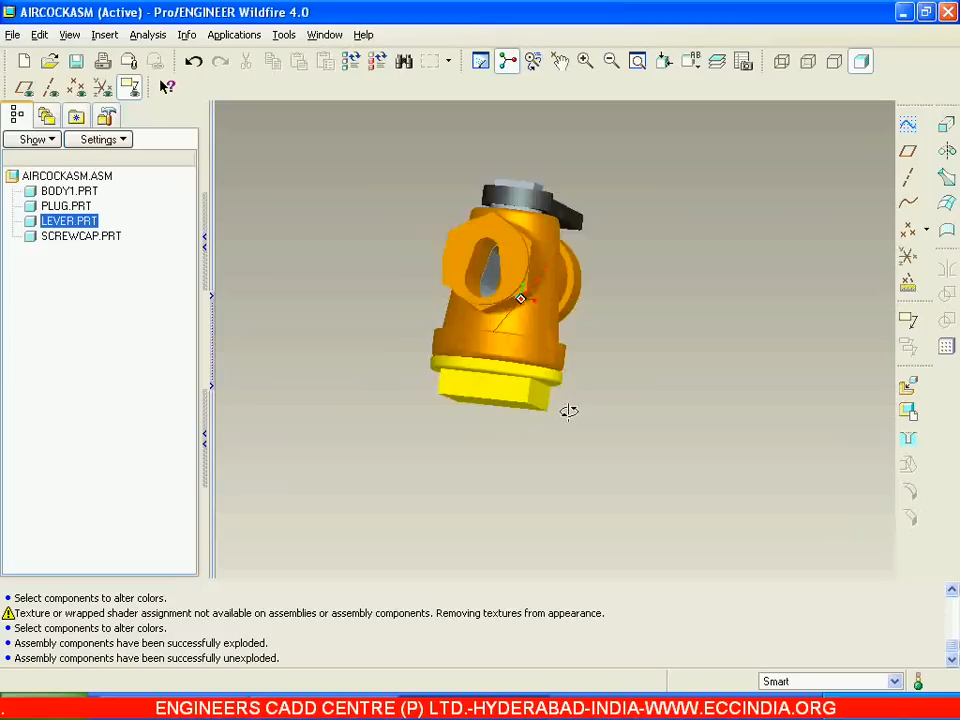 AIRCOCKASM (Active) - Pro/ENGINEER Wildfire 4.0
File Edit View Insert Analysis Info Applications Tools Window Help
Show Settings
AIRCOCKASM.ASM
BODY1.PRT
PLUG.PRT
LEVER.PRT
SCREWCAP.PRT
Select components to alter colors.
Texture or wrapped shader assignment not available on assemblies or assembly components. Removing textures from appearance.
Select components to alter colors.
Assembly components have been successfully exploded.
Assembly components have been successfully unexploded.
Smart
. ENGINEERS CADD CENTRE (P) LTD.-HYDERABAD-INDIA-WWW.ECCINDIA.ORG